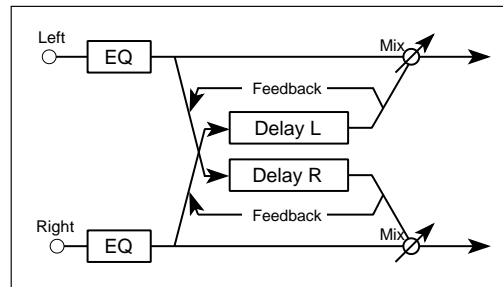 Left
EQ
Mix
Feedback
Delay L
Delay R
Feedback
Right
EQ
Mix